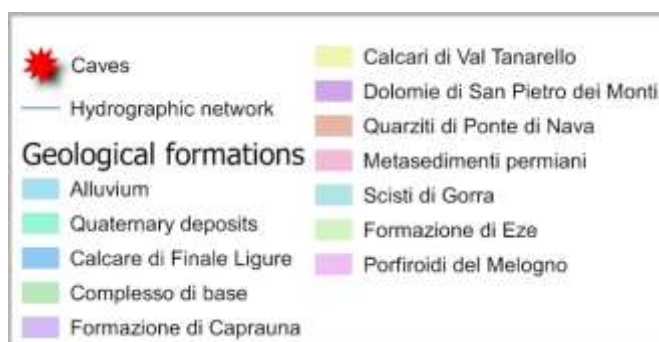 Caves
Hydrographic network
Geological formations
Alluvium
Quaternary deposits
Calcare di Finale Ligure
Complesso di base
Formazione di Caprauna
Calcari di Val Tanarello
Dolomie di San Pietro dei Monti
Quarziti di Ponte di Nava
Metasedimenti permiani
Scisti di Gorra
Formazione di Eze
Porfiroidi del Melogno